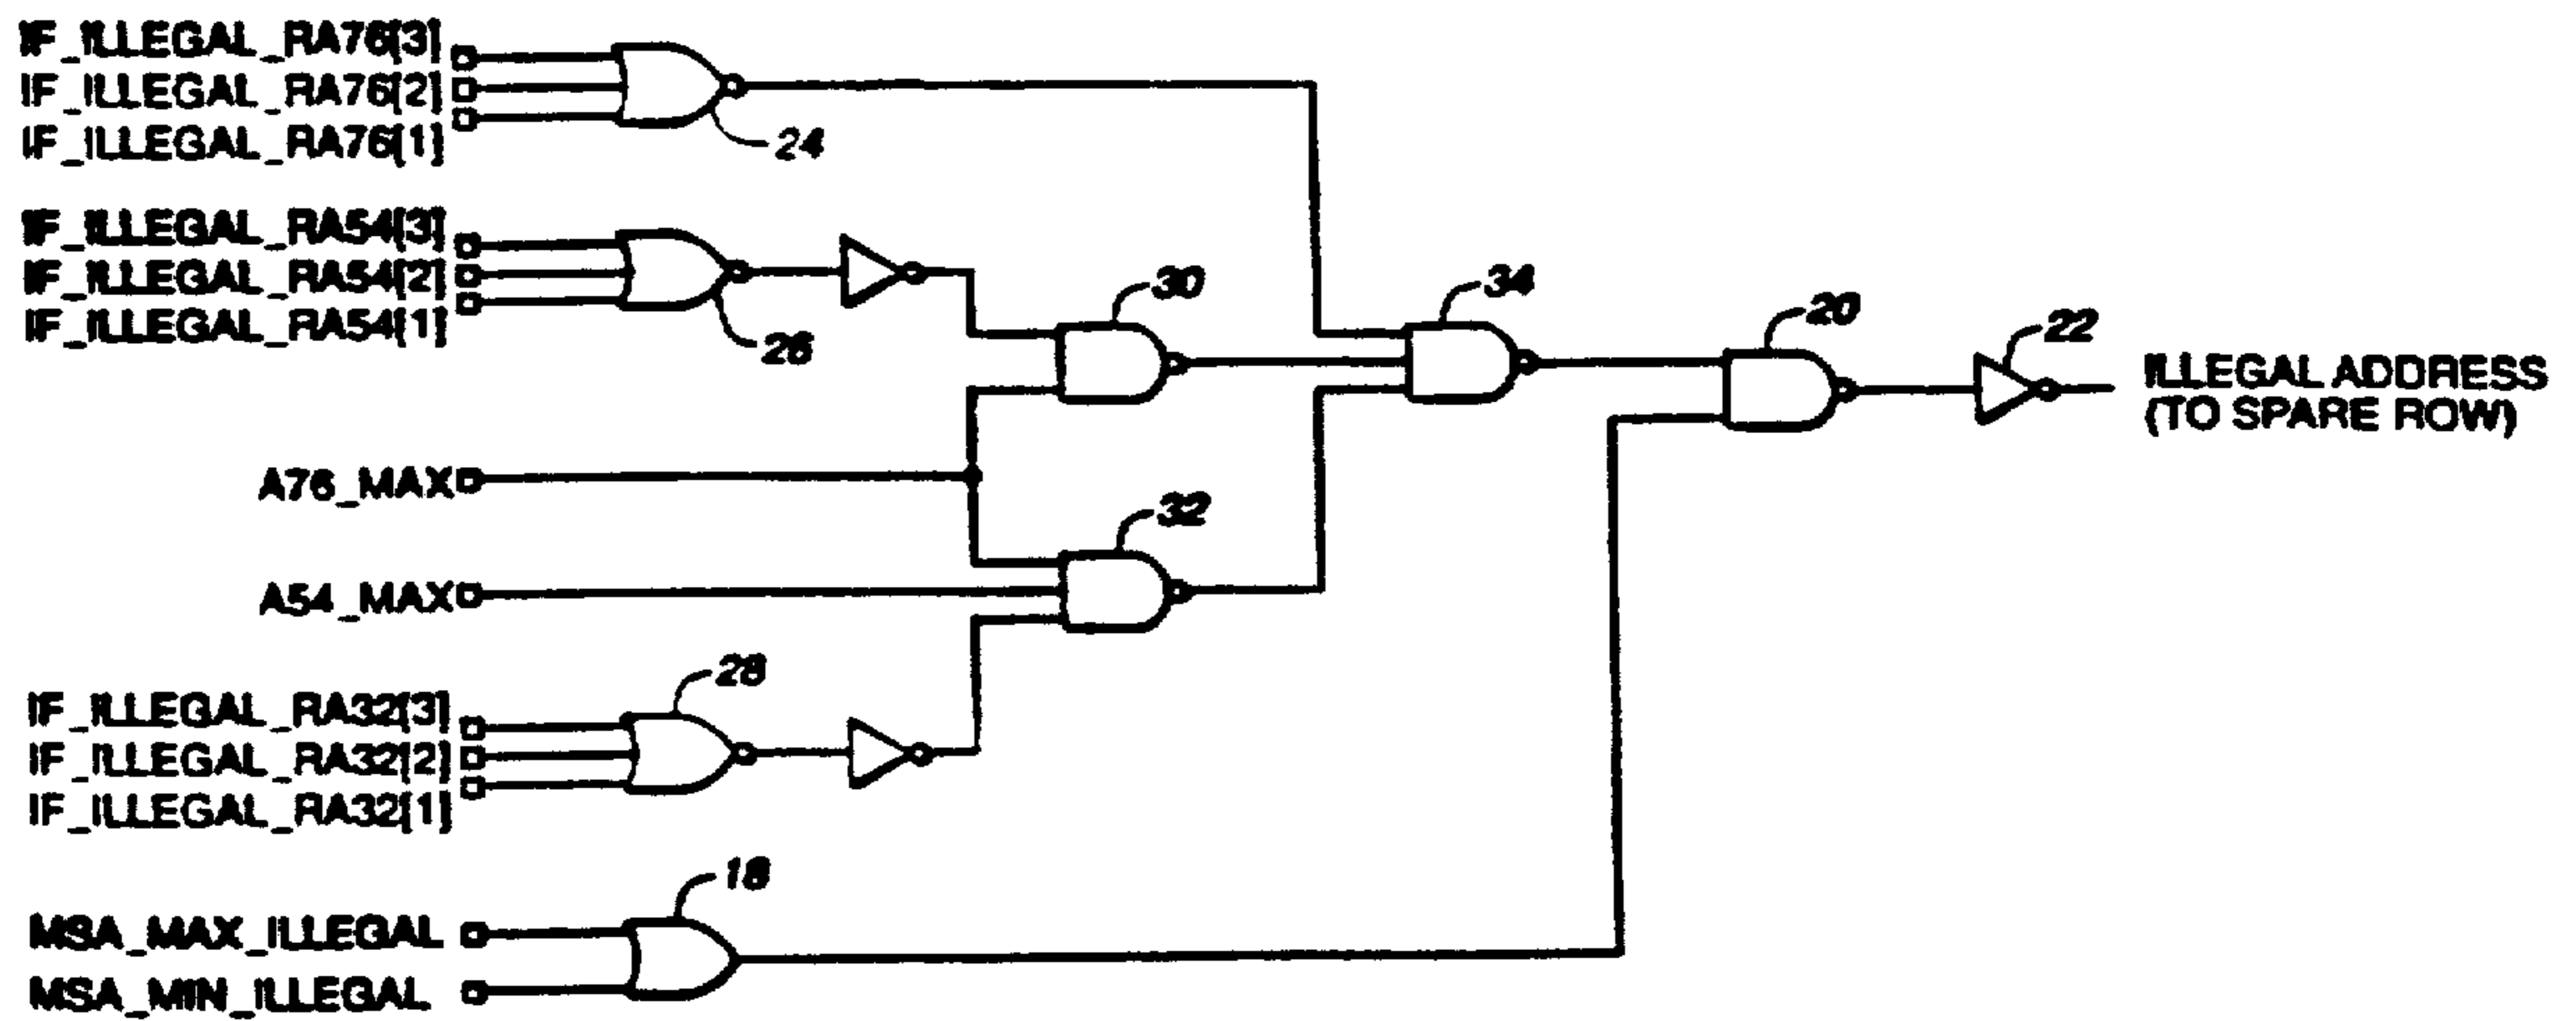 IF_ILLEGAL_RA76[3]
IF_ILLEGAL_RA76[2]
IF_ILLEGAL_RA76[1]
24
IF_ILLEGAL_RA54[3]
IF_ILLEGAL_RA54[2]
IF_ILLEGAL_RA54[1]
26
30
34
20
22
ILLEGAL ADDRESS
(TO SPARE ROW)
A76_MAX
32
A54_MAX
28
IF_ILLEGAL_RA32[3]
IF_ILLEGAL_RA32[2]
IF_ILLEGAL_RA32[1]
18
MSA_MAX_ILLEGAL
MSA_MIN_ILLEGAL